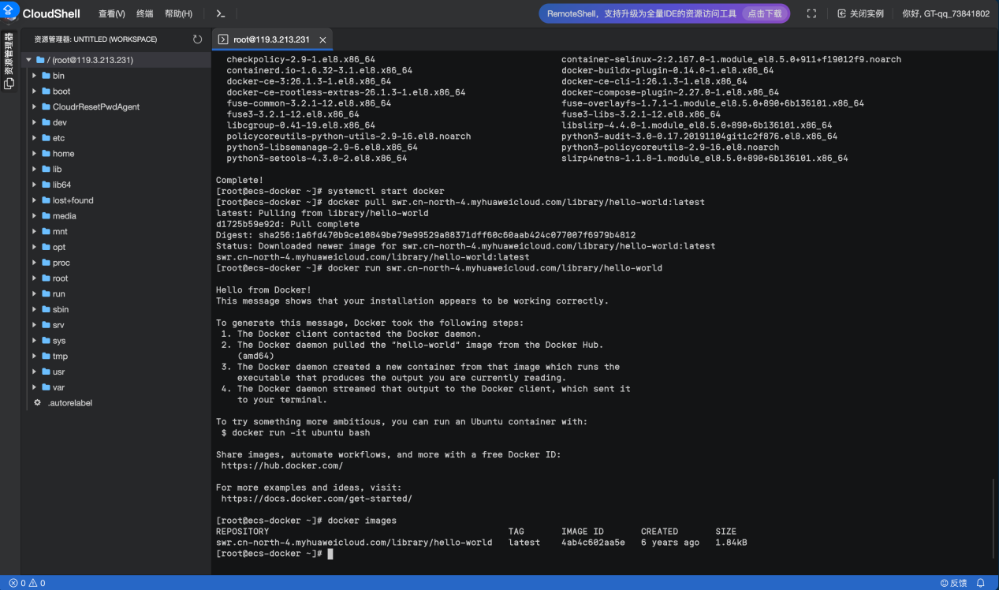 CloudShell 查看(V) 终端 帮助(H)
RemoteShell，支持升级为全量IDE的资源访问工具 点击下载 关闭实例 你好, GT-qq_73841802
资源管理器
资源管理器: UNTITLED (WORKSPACE)
root@119.3.213.231
/ (root@119.3.213.231)
bin
boot
CloudrResetPwdAgent
dev
etc
home
lib
lib64
lost+found
media
mnt
opt
proc
root
run
sbin
srv
sys
tmp
usr
var
.autorelabel
checkpolicy-2.9-1.el8.x86_64 container-selinux-2:2.167.0-1.module_el8.5.0+911+f19012f9.noarch
containerd.io-1.6.32-3.1.el8.x86_64 docker-buildx-plugin-0.14.0-1.el8.x86_64
docker-ce-3:26.1.3-1.el8.x86_64 docker-ce-cli-1:26.1.3-1.el8.x86_64
docker-ce-rootless-extras-26.1.3-1.el8.x86_64 docker-compose-plugin-2.27.0-1.el8.x86_64
fuse-common-3.2.1-12.el8.x86_64 fuse-overlayfs-1.7.1-1.module_el8.5.0+890+6b136101.x86_64
fuse3-3.2.1-12.el8.x86_64 fuse3-libs-3.2.1-12.el8.x86_64
libcgroup-0.41-19.el8.x86_64 libslirp-4.4.0-1.module_el8.5.0+890+6b136101.x86_64
policycoreutils-python-utils-2.9-16.el8.noarch python3-audit-3.0-0.17.20191104git1c2f876.el8.x86_64
python3-libsemanage-2.9-6.el8.x86_64 python3-policycoreutils-2.9-16.el8.noarch
python3-setools-4.3.0-2.el8.x86_64 slirp4netns-1.1.8-1.module_el8.5.0+890+6b136101.x86_64
Complete!
[root@ecs-docker ~]# systemctl start docker
[root@ecs-docker ~]# docker pull swr.cn-north-4.myhuaweicloud.com/library/hello-world:latest
latest: Pulling from library/hello-world
d1725b59e92d: Pull complete
Digest: sha256:1a6fd470b9ce10849be79e99529a88371dff60c60aab424c077007f6979b4812
Status: Downloaded newer image for swr.cn-north-4.myhuaweicloud.com/library/hello-world:latest
swr.cn-north-4.myhuaweicloud.com/library/hello-world:latest
[root@ecs-docker ~]# docker run swr.cn-north-4.myhuaweicloud.com/library/hello-world
Hello from Docker!
This message shows that your installation appears to be working correctly.
To generate this message, Docker took the following steps:
1. The Docker client contacted the Docker daemon.
2. The Docker daemon pulled the "hello-world" image from the Docker Hub.
(amd64)
3. The Docker daemon created a new container from that image which runs the
executable that produces the output you are currently reading.
4. The Docker daemon streamed that output to the Docker client, which sent it
to your terminal.
To try something more ambitious, you can run an Ubuntu container with:
$ docker run -it ubuntu bash
Share images, automate workflows, and more with a free Docker ID:
https://hub.docker.com/
For more examples and ideas, visit:
https://docs.docker.com/get-started/
[root@ecs-docker ~]# docker images
REPOSITORY TAG IMAGE ID CREATED SIZE
swr.cn-north-4.myhuaweicloud.com/library/hello-world latest 4ab4c602aa5e 6 years ago 1.84kB
[root@ecs-docker ~]#
0 0 反馈